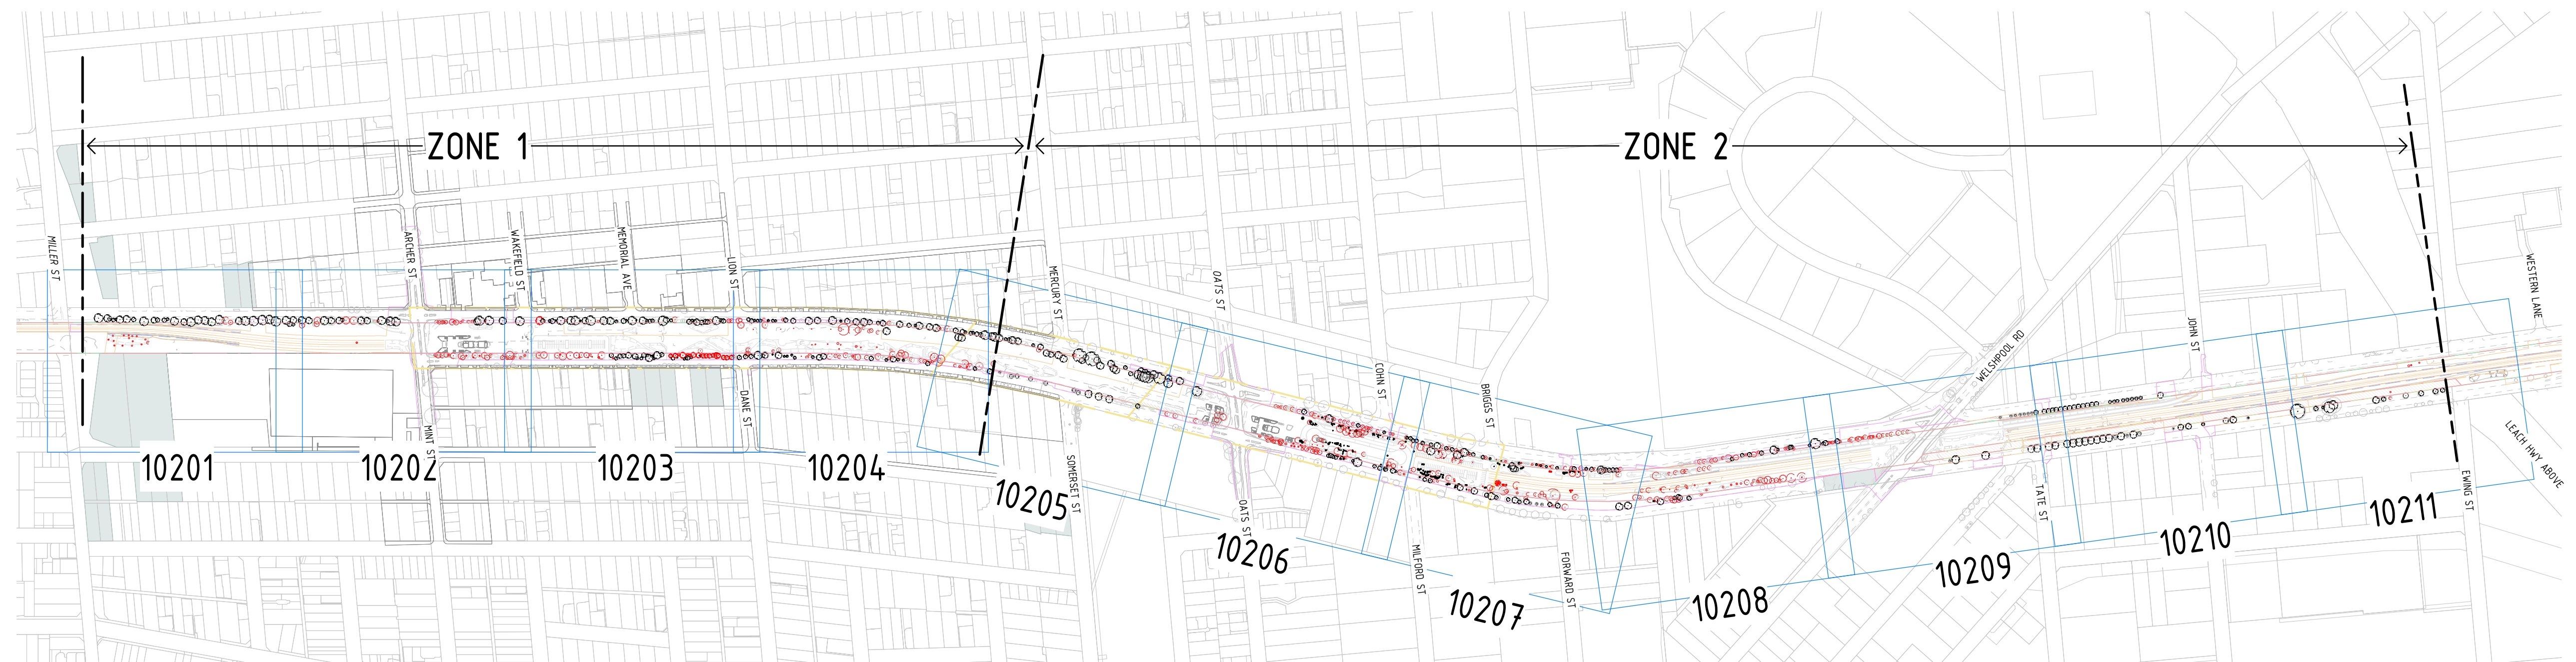 ZONE 1
ZONE 2
MILLER ST
ARCHER ST
WAKEFIELD ST
MEMORIAL AVE
LION ST
MERCURY ST
OATS ST
COHN ST
BRIGGS ST
WELSHPOOL RD
JOHN ST
WESTERN LANE
MINT ST
DANE ST
SOMERSET ST
OATS ST
MILFORD ST
FORWARD ST
TATE ST
EWING ST
LEACH HWY ABOVE
10201
10202
10203
10204
10205
10206
10207
10208
10209
10210
10211